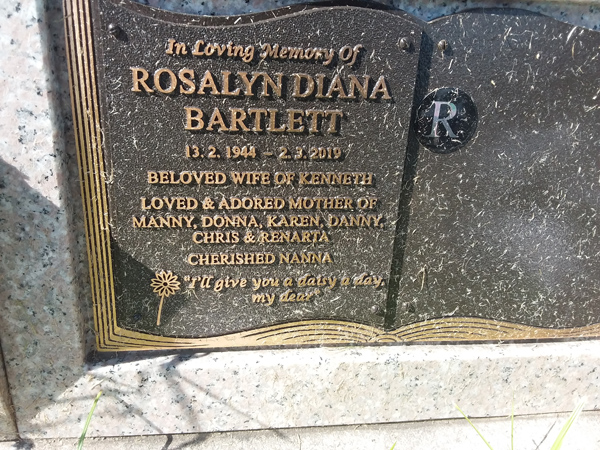 In Loving Memory Of
ROSALYN DIANA
BARTLETT
13. 2. 1944 – 2. 3. 2019
BELOVED WIFE OF KENNETH
LOVED & ADORED MOTHER OF
MANNY, DONNA, KAREN, DANNY,
CHRIS & RENARTA
CHERISHED NANNA
"I'll give you a daisy a day,
my dear"
R